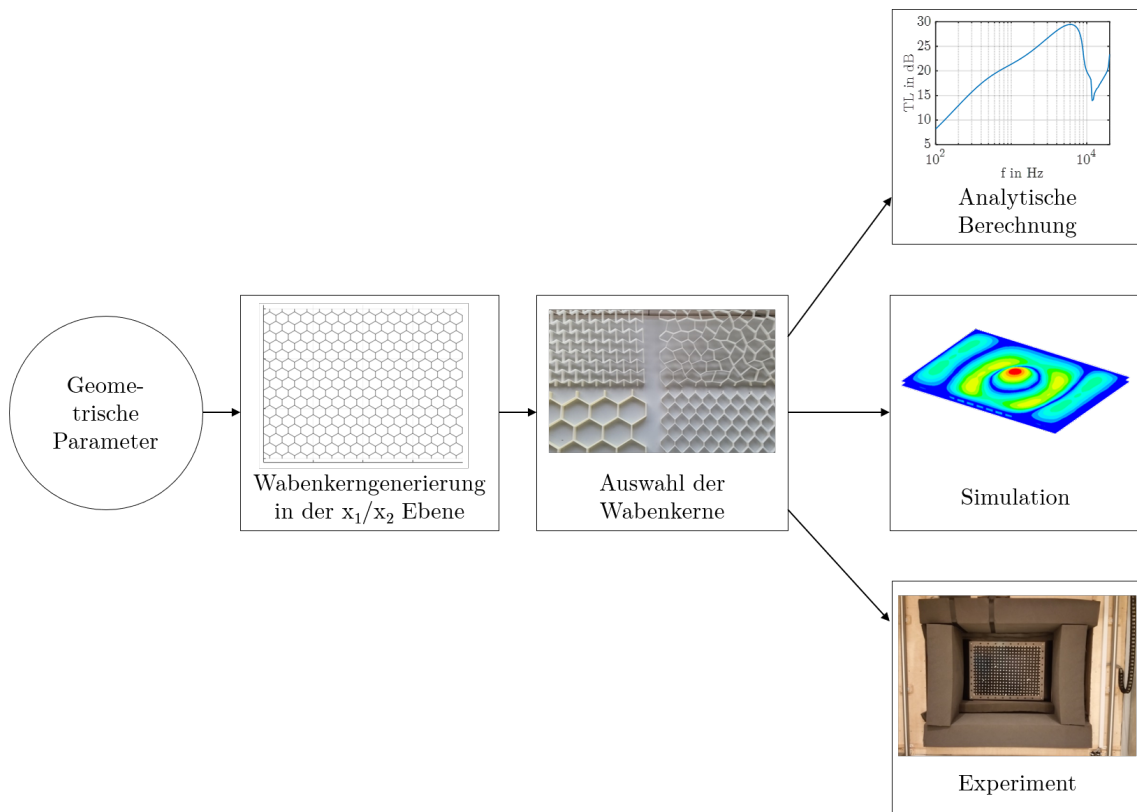 30
25
20
15
10
5
TL in dB
10²
10⁴
f in Hz
Analytische
Berechnung
Geome-
trische
Parameter
Wabenkerngenerierung
in der x₁/x₂ Ebene
Auswahl der
Wabenkerne
Simulation
Experiment